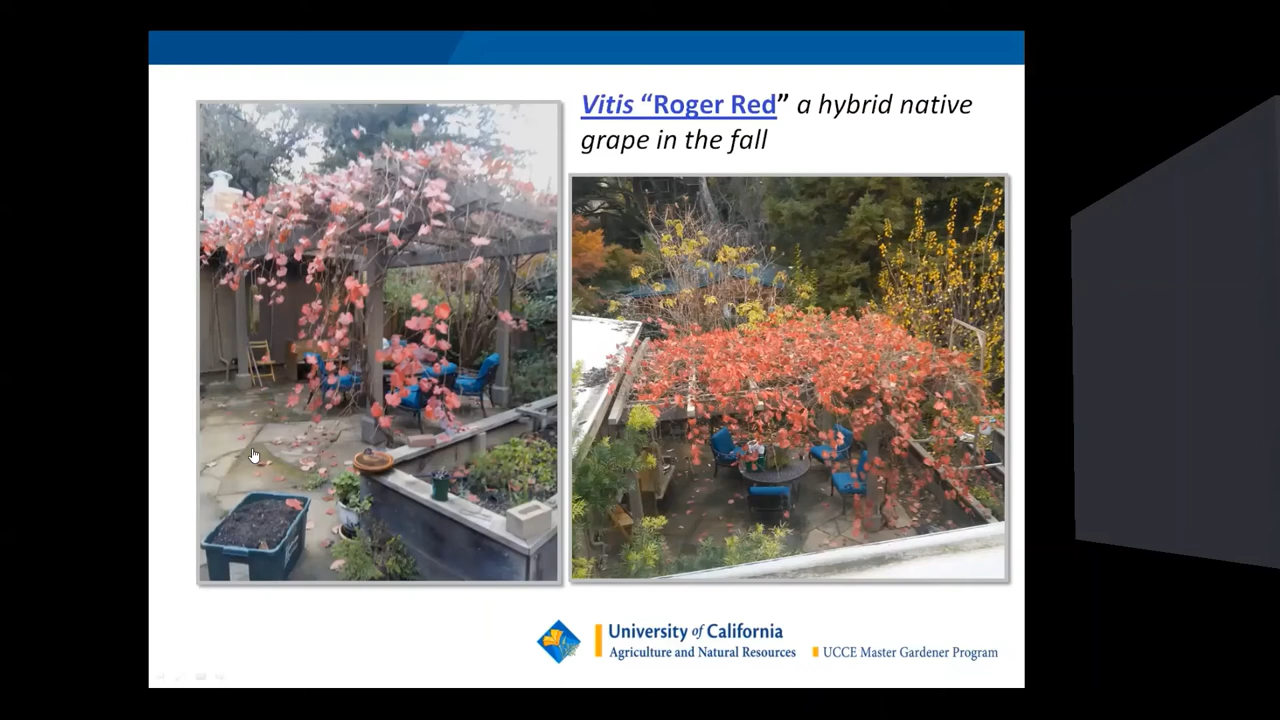 Vitis “Roger Red” a hybrid native
grape in the fall
University of California
Agriculture and Natural Resources
UCCE Master Gardener Program